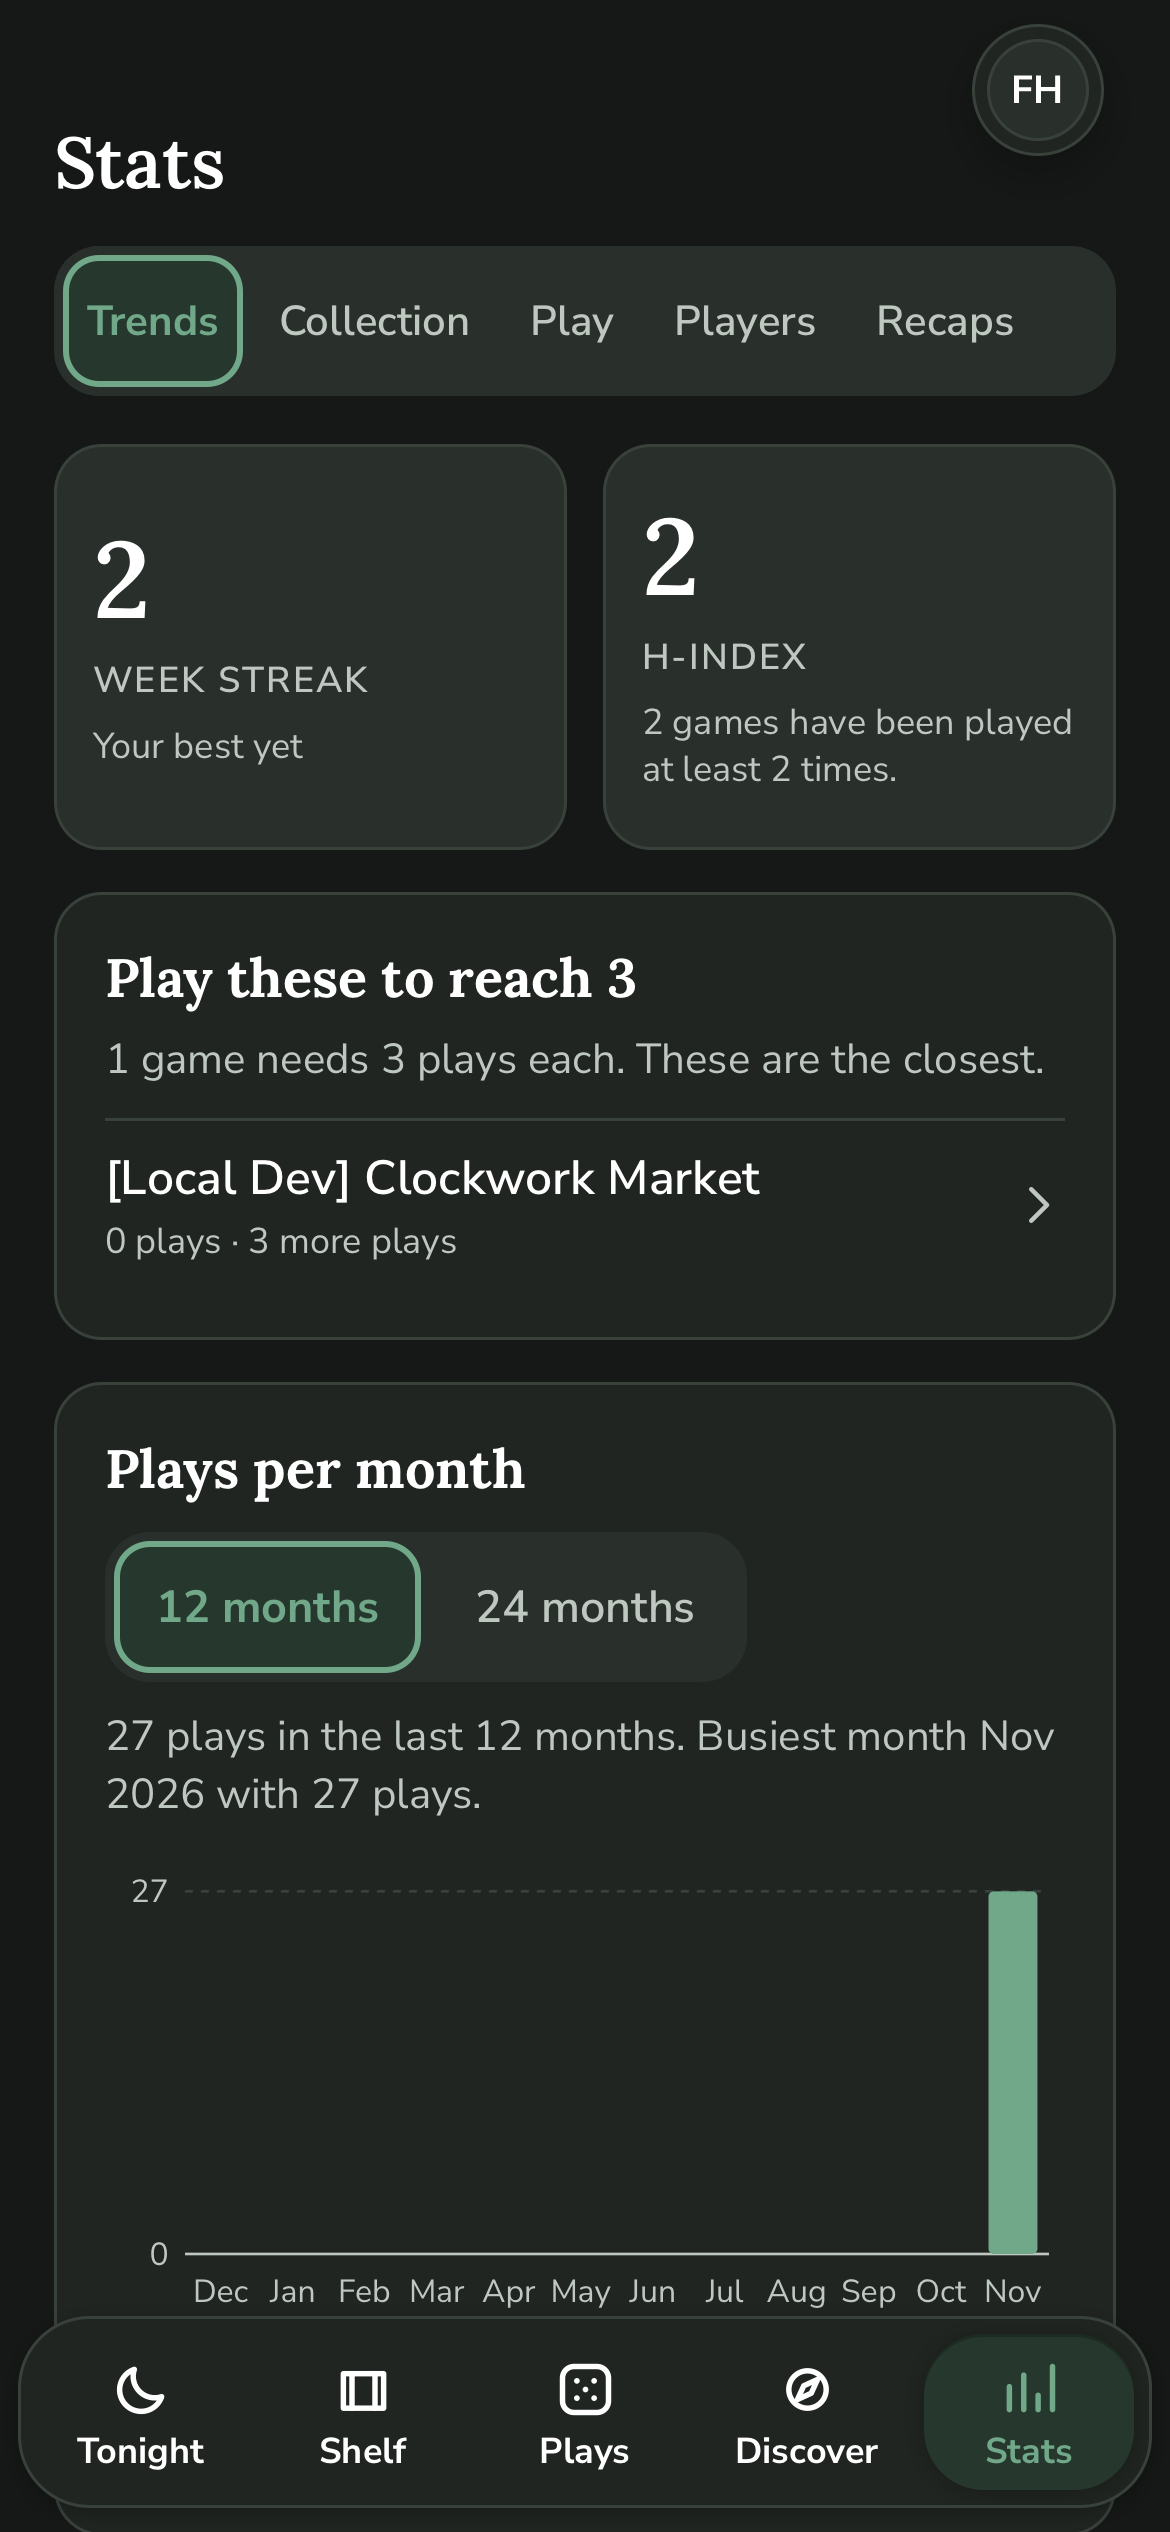 FH
Stats
Trends Collection Play Players Recaps
2
WEEK STREAK
Your best yet
2
H-INDEX
2 games have been played
at least 2 times.
Play these to reach 3
1 game needs 3 plays each. These are the closest.
[Local Dev] Clockwork Market
0 plays · 3 more plays
Plays per month
12 months 24 months
27 plays in the last 12 months. Busiest month Nov
2026 with 27 plays.
27
0
Dec Jan Feb Mar Apr May Jun Jul Aug Sep Oct Nov
Tonight Shelf Plays Discover Stats